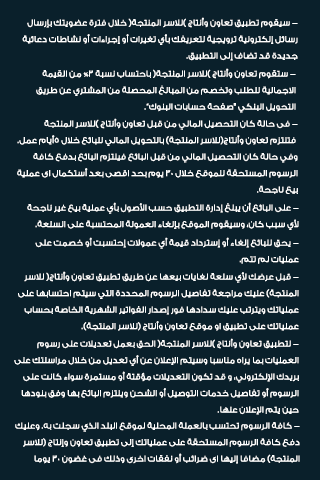 – سيقوم تطبيق تعاون وأنتاج )للاسر المنتجة( خلال فترة عضويتك بإرسال
رسائل إلكترونية ترويجية لتعريفك بأي تغيرات أو إجراءات أو نشاطات دعائية
جديدة قد تضاف إلى التطبيق.
– ستقوم تعاون وأنتاج )للاسر المنتجة( باحتساب نسبة ٢% من القيمة
الاجمالية للطلب وتخصم من المبالغ المحصلة من المشتري عن طريق
التحويل البنكي "صفحة حسابات البنوك".
– في حالة كان التحصيل المالي من قبل تعاون وأنتاج )للاسر المنتجة
فتلتزم تعاون وأنتاج(للاسر المنتجة) بالتحويل المالي للبائع خلال ٥أيام عمل.
وفي حالة كان التحصيل المالي من قبل البائع فيلتزم البائع بدفع كافة
الرسوم المستحقة للموقع خلال ٣٠ يوم بحد اقصى بعد أستكمال اى عملية
بيع ناجحة.
– على البائع أن يبلغ إدارة التطبيق حسب الأصول بأي عملية بيع غير ناجحة
لأي سبب كان، وسيقوم الموقع بإلغاء العمولة المحتسبة على السلعة.
– يحق للبائع إلغاء أو إسترداد قيمة أي عمولات إحتسبت أو خصمت على
عمليات لم تتم.
– قبل عرضك لأي سلعة لغايات بيعها عن طريق تطبيق تعاون وأنتاج( للاسر
المنتجة) عليك مراجعة تفاصيل الرسوم المحددة التي سيتم احتسابها على
عملياتك ويترتب عليك سدادها فور إصدار الفواتير الشهرية الخاصة بحساب
عملياتك على تطبيق او موقع تعاون وأنتاج (للاسر المنتجة).
– لتطبيق تعاون وأنتاج )للاسر المنتجة( الحق بعمل تعديلات على رسوم
العمليات بما يراه مناسبا وسيتم الإعلان عن أي تعديل من خلال مراسلتك على
بريدك الإلكتروني، و قد تكون التعديلات مؤقتة أو مستمرة سواء كانت على
الرسوم أو تفاصيل خدمات التوصيل أو الشحن ويلتزم البائع بها وفق بنودها
حين يتم الإعلان عنها.
– كافة الرسوم تحتسب بالعملة المحلية لموقع البلد الذي سجلت به. وعليك
دفع كافة الرسوم المستحقة على عملياتك إلى تطبيق تعاون وإنتاج (للاسر
المنتجة) مضافا إليها اى ضرائب أو نفقات اخرى وذلك فى غضون ٣٠ يوما